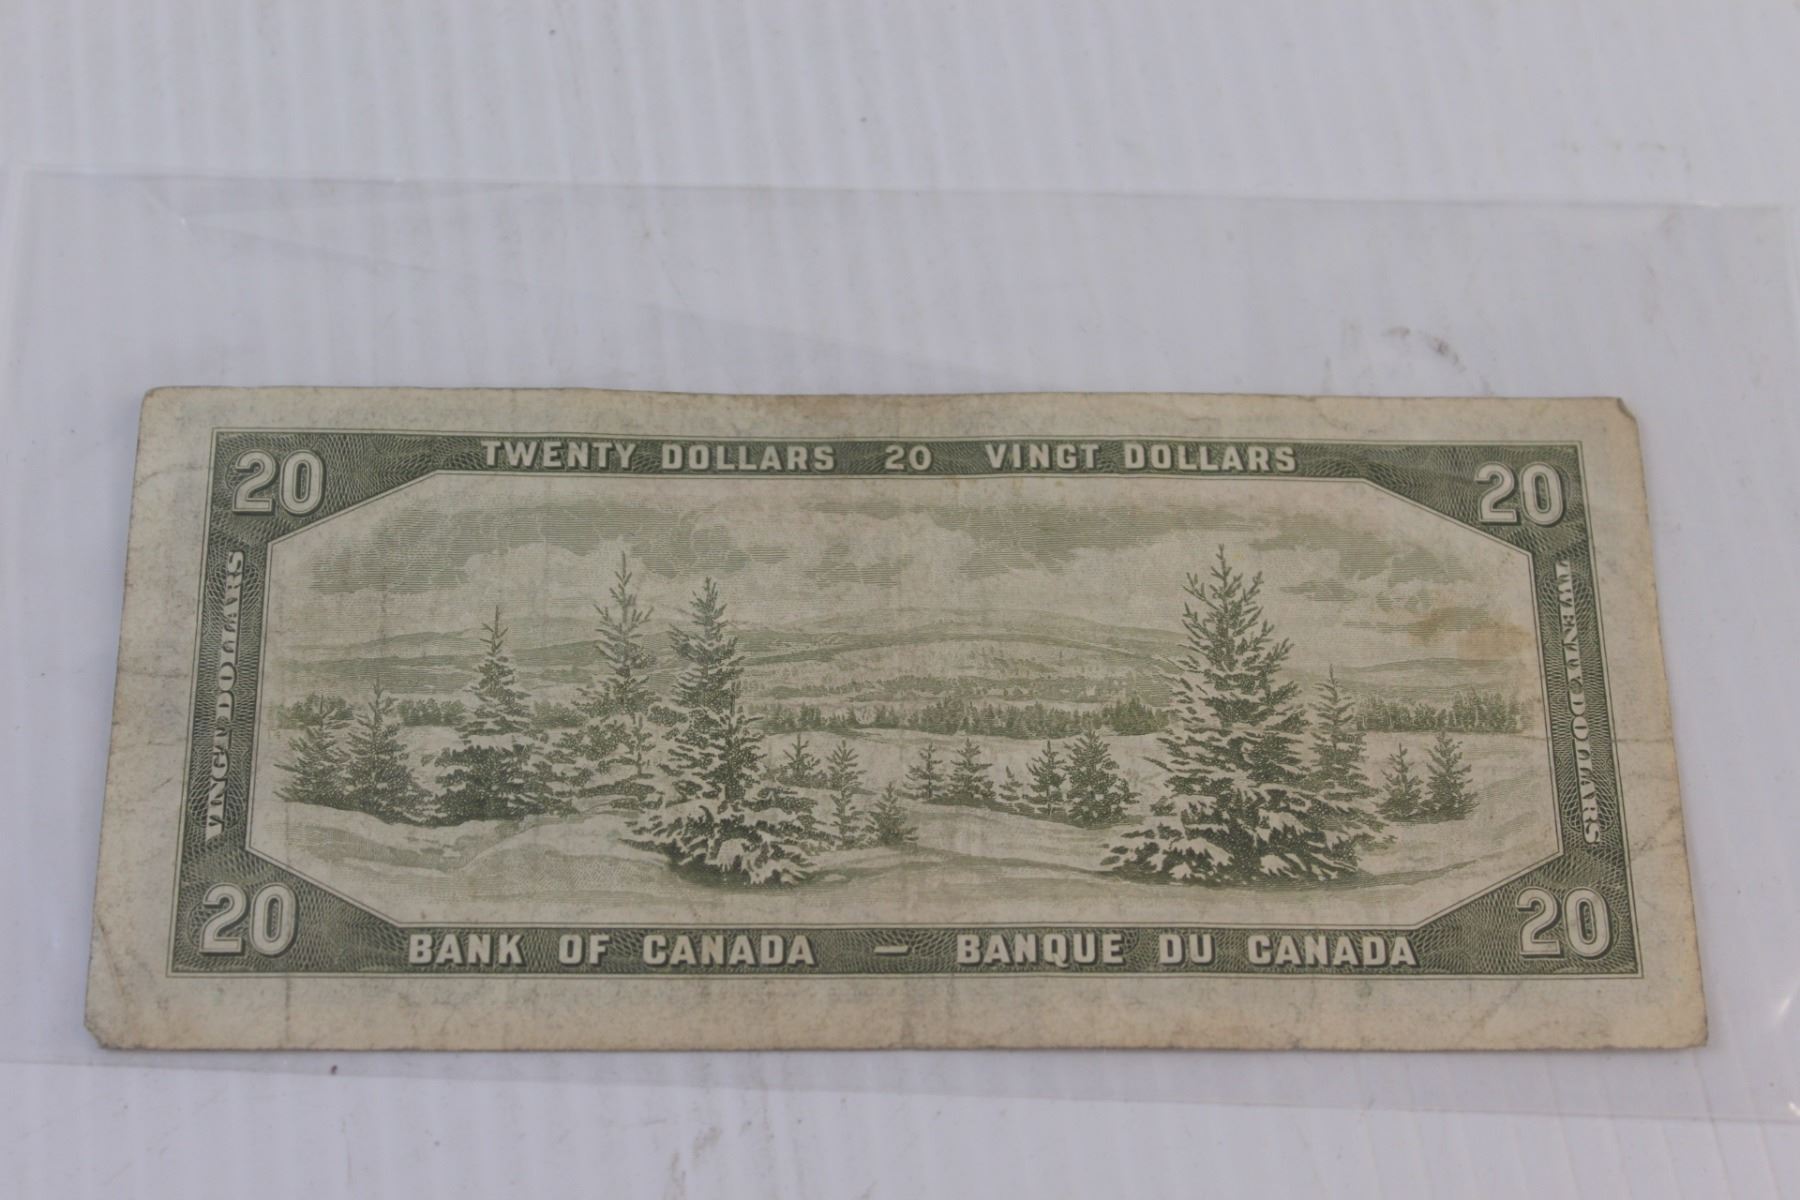 TWENTY DOLLARS 20 VINGT DOLLARS
20
20
VINGT DOLLARS
TWENTY DOLLARS
20
20
BANK OF CANADA — BANQUE DU CANADA